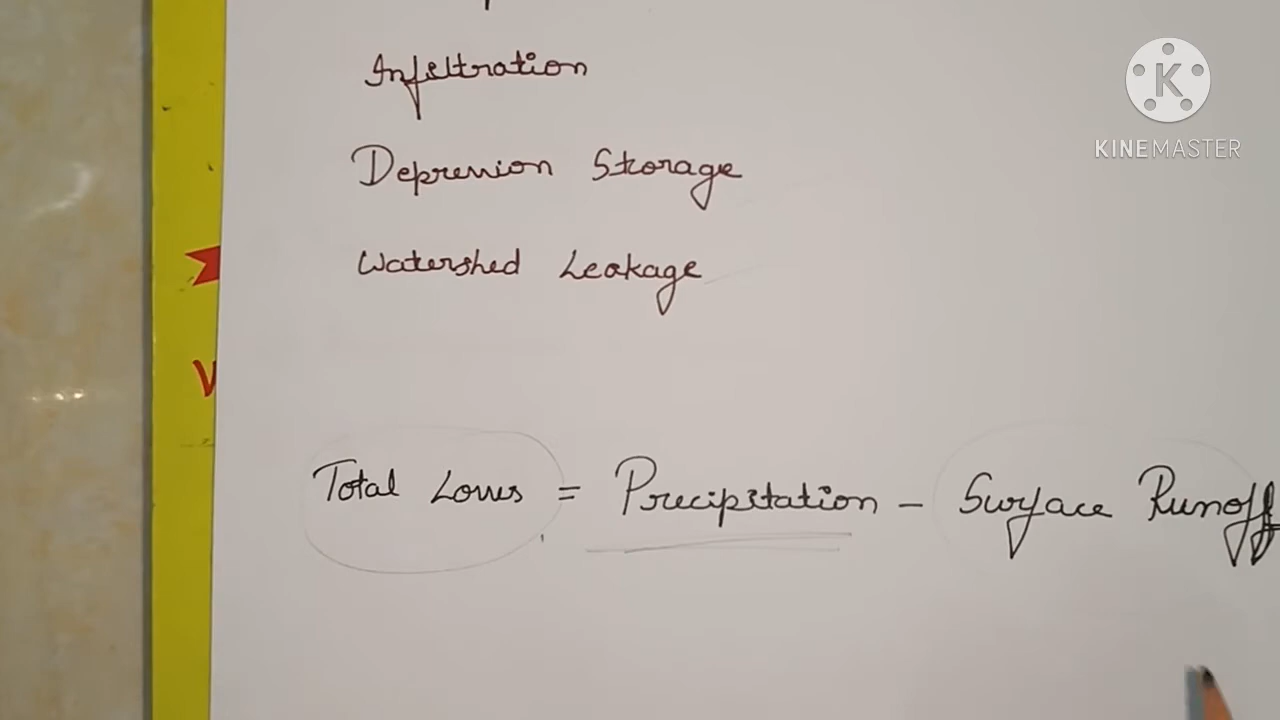 Infiltration
KINEMASTER
Depression Storage
Watershed Leakage
Total Losses = Precipitation - Surface Runoff